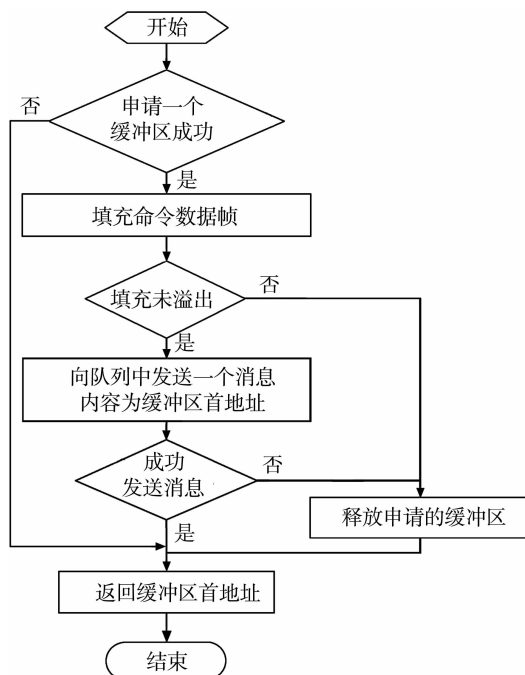 开始
否
申请一个
缓冲区成功
是
填充命令数据帧
填充未溢出
否
是
向队列中发送一个消息
内容为缓冲区首地址
成功
发送消息
否
释放申请的缓冲区
是
返回缓冲区首地址
结束